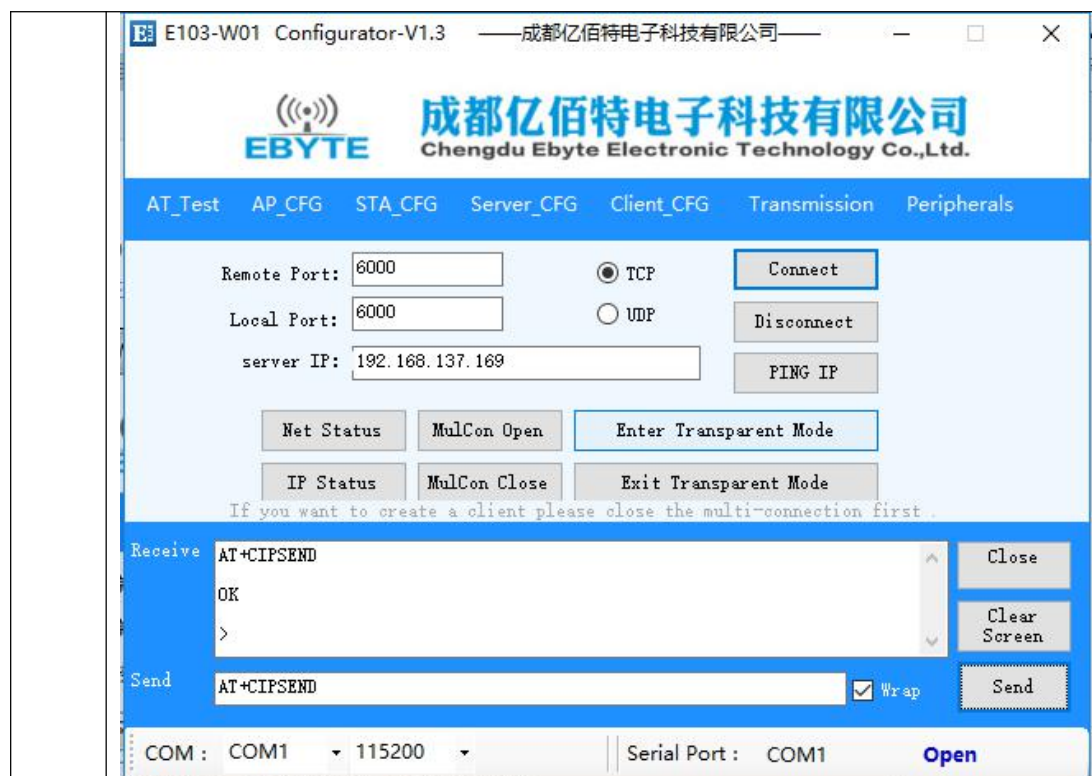 E103-W01 Configurator-V1.3 ——成都亿佰特电子科技有限公司——
EBYTE
成都亿佰特电子科技有限公司
Chengdu Ebyte Electronic Technology Co.,Ltd.
AT_Test AP_CFG STA_CFG Server_CFG Client_CFG Transmission Peripherals
Remote Port: 6000 TCP Connect
Local Port: 6000 UDP Disconnect
server IP: 192.168.137.169 PING IP
Net Status MulCon Open Enter Transparent Mode
IP Status MulCon Close Exit Transparent Mode
If you want to create a client please close the multi-connection first .
Receive AT+CIPSEND Close
OK
> Clear Screen
Send AT+CIPSEND Wrap Send
COM : COM1 115200 Serial Port : COM1 Open